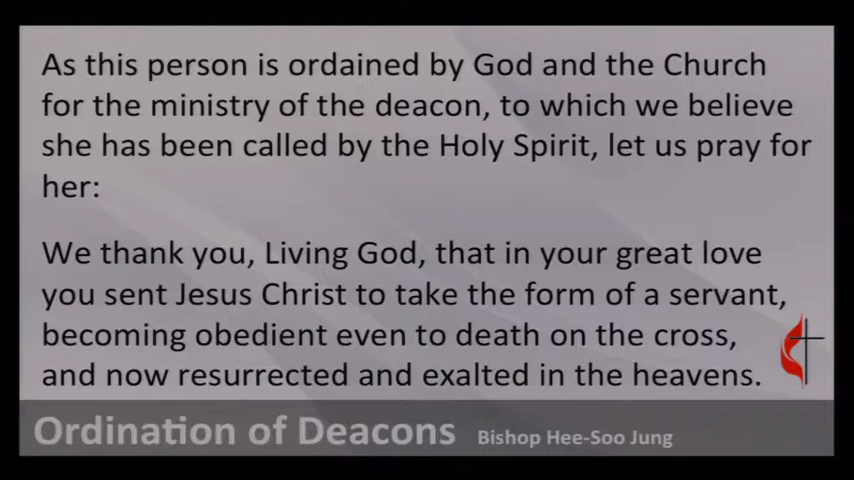 As this person is ordained by God and the Church
for the ministry of the deacon, to which we believe
she has been called by the Holy Spirit, let us pray for
her:
We thank you, Living God, that in your great love
you sent Jesus Christ to take the form of a servant,
becoming obedient even to death on the cross,
and now resurrected and exalted in the heavens.
Ordination of Deacons Bishop Hee-Soo Jung